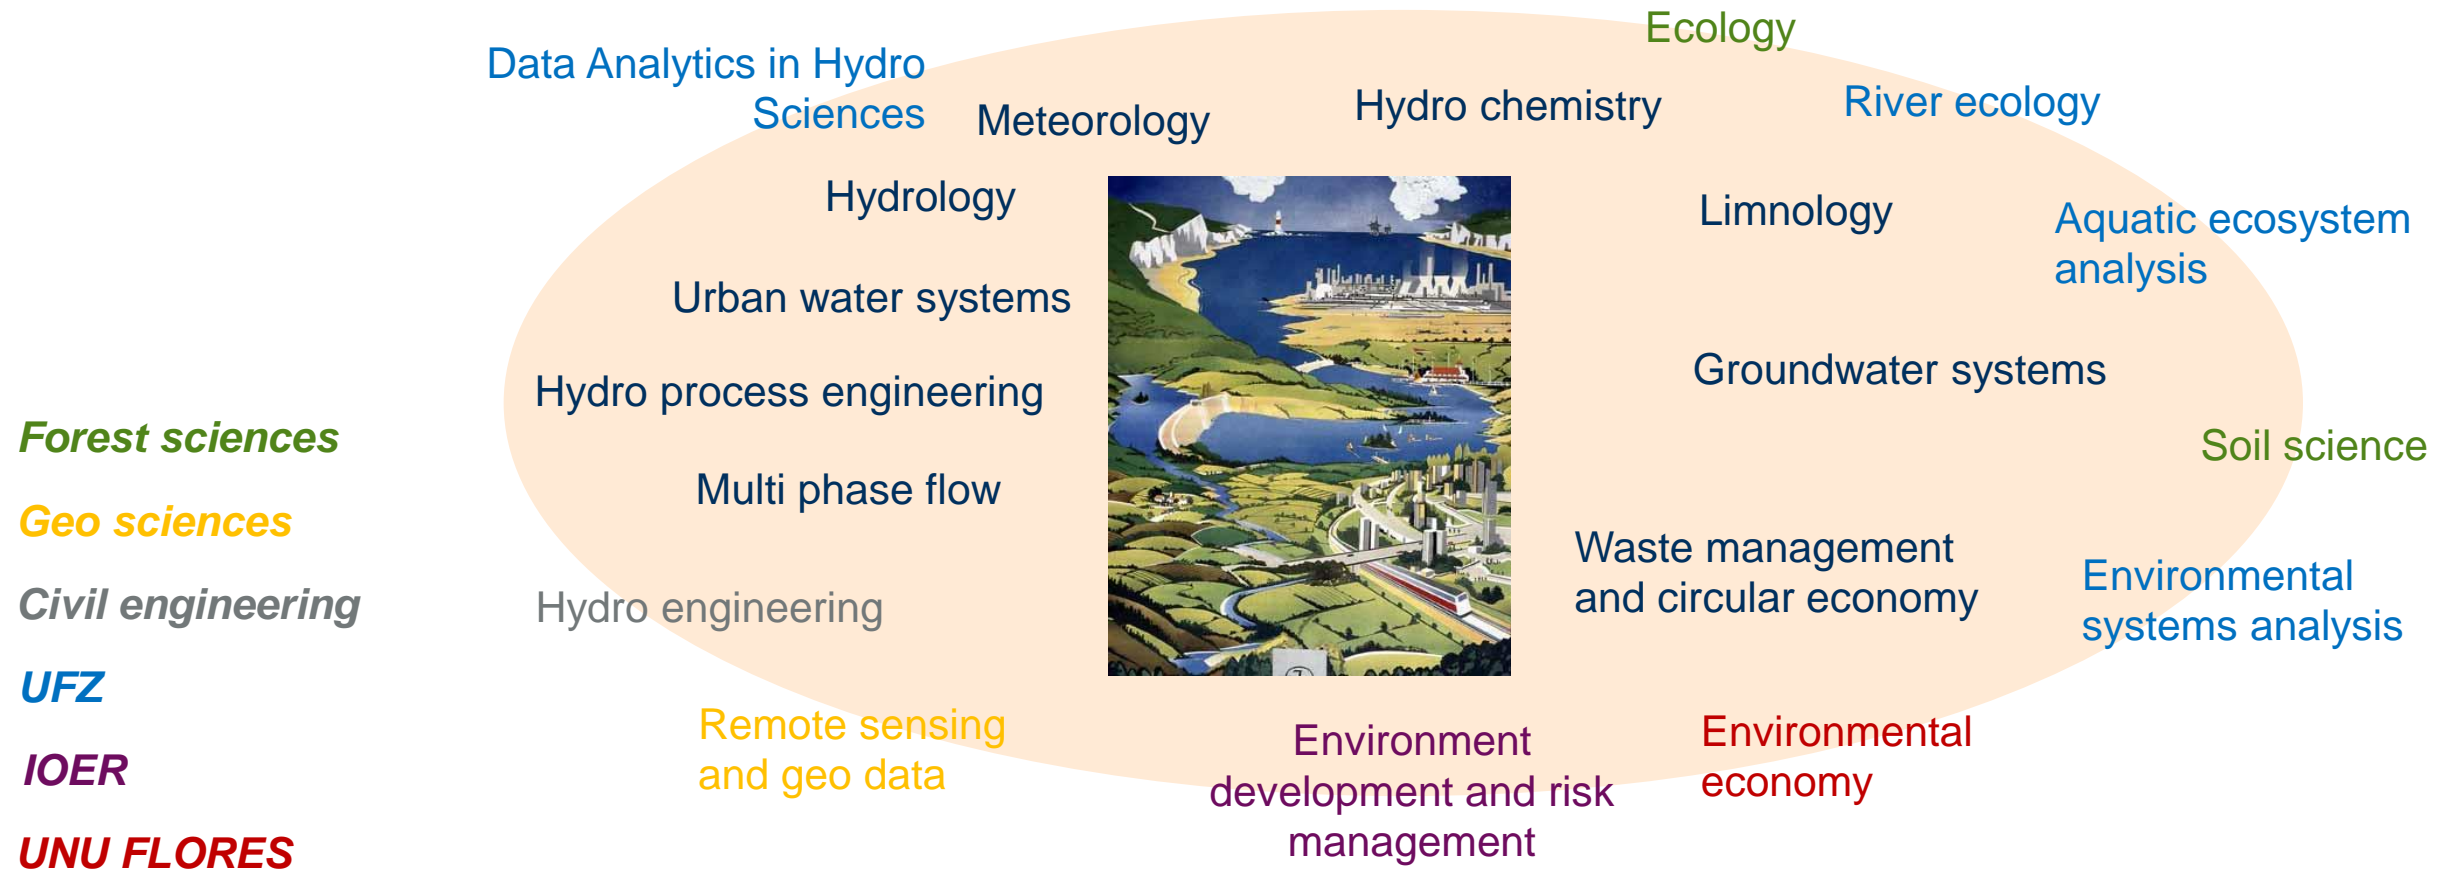 Ecology
Data Analytics in Hydro
Sciences
Meteorology
Hydro chemistry
River ecology
Hydrology
Limnology
Aquatic ecosystem
analysis
Urban water systems
Hydro process engineering
Groundwater systems
Multi phase flow
Soil science
Waste management
and circular economy
Environmental
systems analysis
Hydro engineering
Remote sensing
and geo data
Environment
development and risk
management
Environmental
economy
Forest sciences
Geo sciences
Civil engineering
UFZ
IOER
UNU FLORES